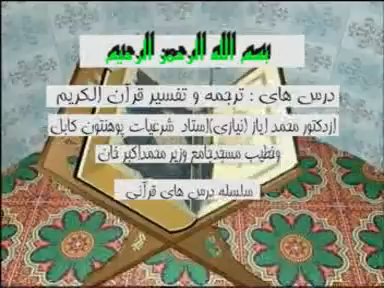 بسم الله الرحمن الرحيم
درس های : ترجمه و تفسیر قرآن الکریم
ازدکتور محمد ایاز (نیازی)استاد شرعیات پوهنتون کابل
وخطیب مسجدجامع وزیر محمداکبر خان
سلسله درس های قرآنی